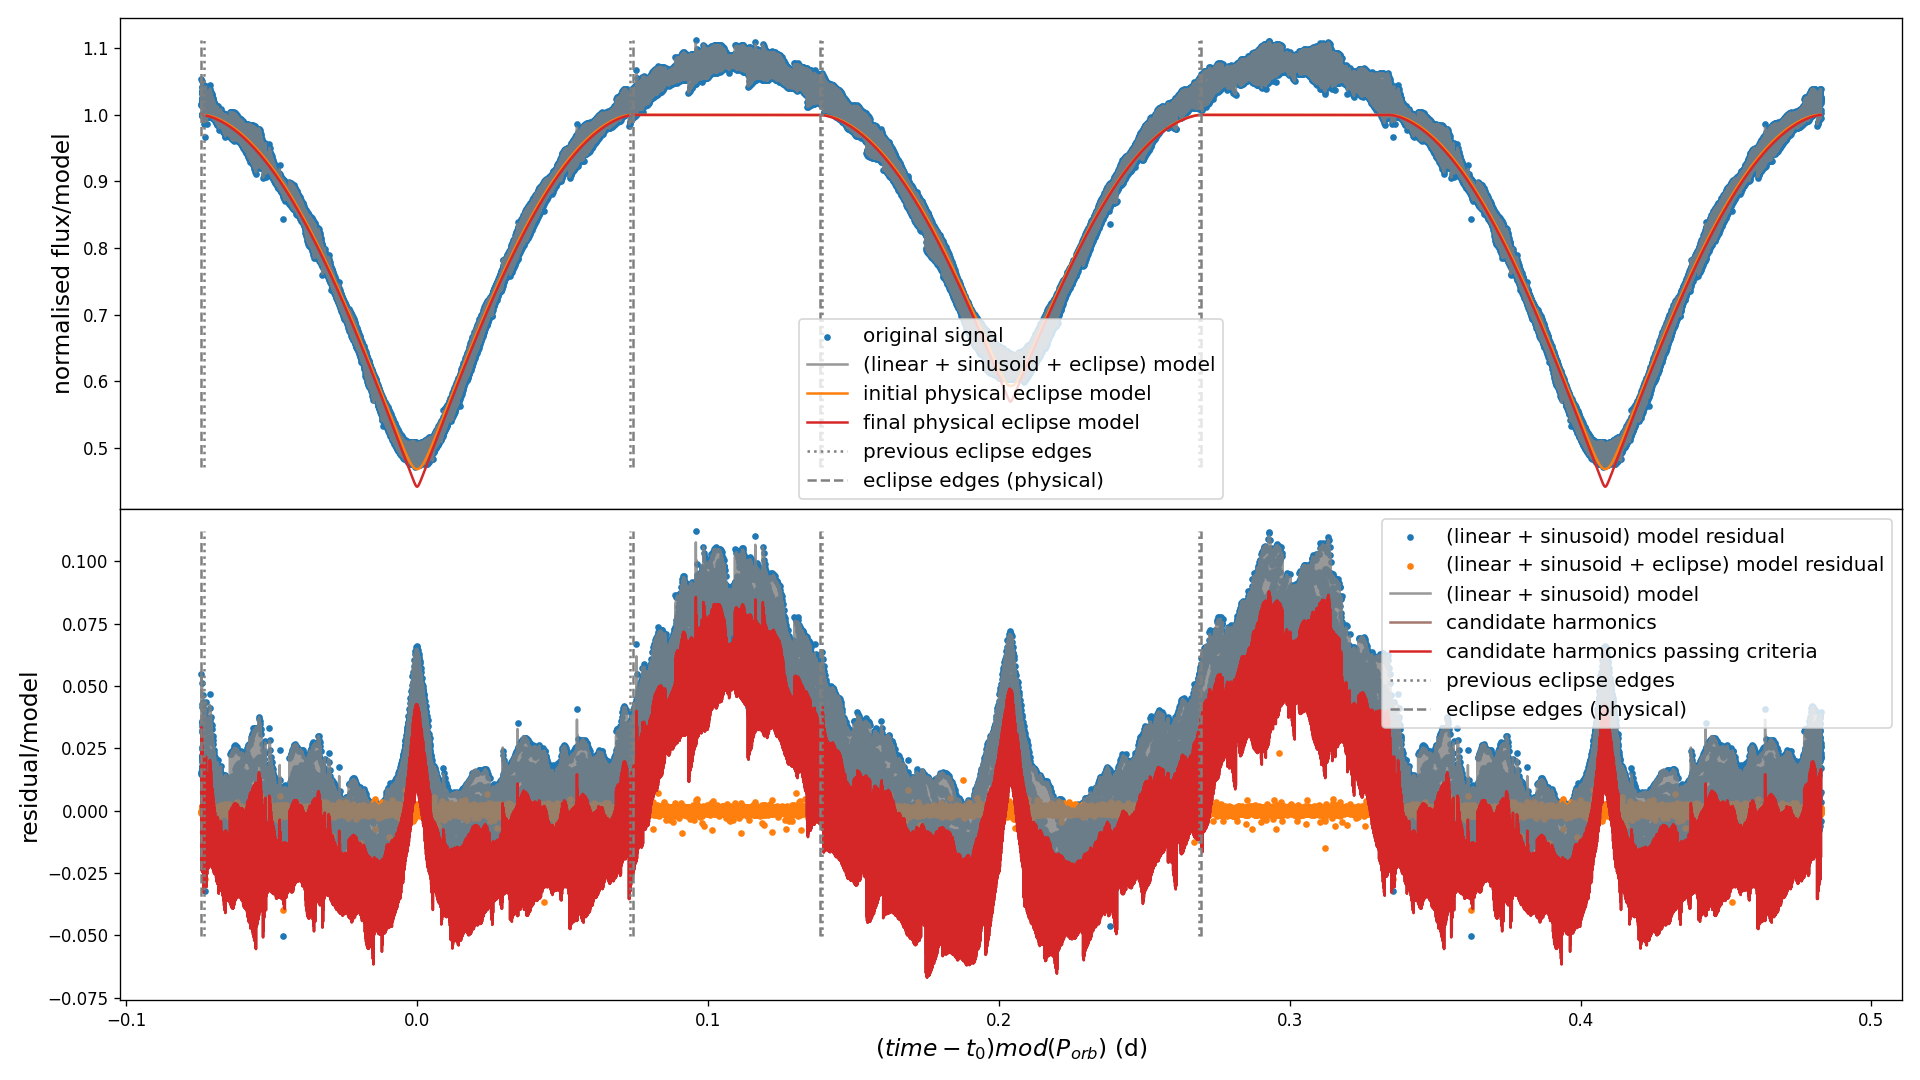 1.1
1.0
0.9
0.8
0.7
0.6
0.5
normalised flux/model
original signal
(linear + sinusoid + eclipse) model
initial physical eclipse model
final physical eclipse model
previous eclipse edges
eclipse edges (physical)
0.100
0.075
0.050
0.025
0.000
−0.025
−0.050
−0.075
residual/model
(linear + sinusoid) model residual
(linear + sinusoid + eclipse) model residual
(linear + sinusoid) model
candidate harmonics
candidate harmonics passing criteria
previous eclipse edges
eclipse edges (physical)
−0.1 0.0 0.1 0.2 0.3 0.4 0.5
(time − t₀)mod(Pₒᵣb) (d)